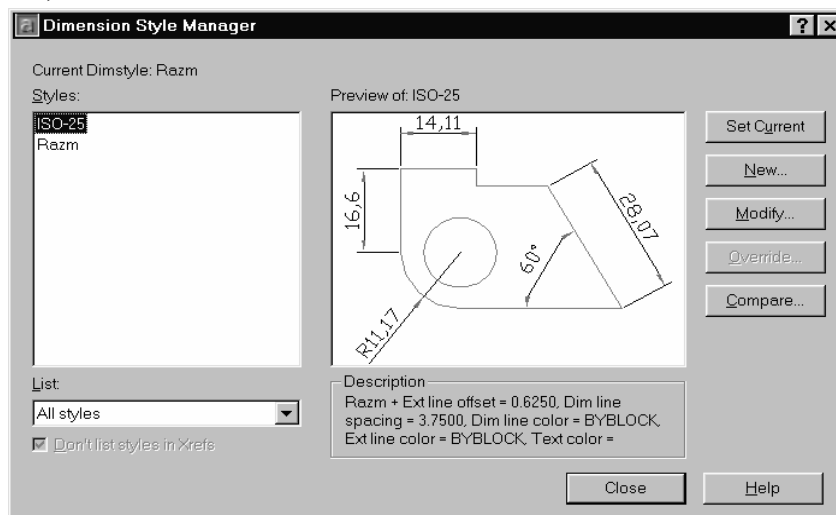 Dimension Style Manager
Current Dimstyle: Razm
Styles:
ISO-25
Razm
Preview of: ISO-25
14,11
16,6
28,07
60°
R11,17
Set Current
New...
Modify...
Override...
Compare...
List:
All styles
Don't list styles in Xrefs
Description
Razm + Ext line offset = 0.6250, Dim line
spacing = 3.7500, Dim line color = BYBLOCK,
Ext line color = BYBLOCK, Text color =
Close
Help